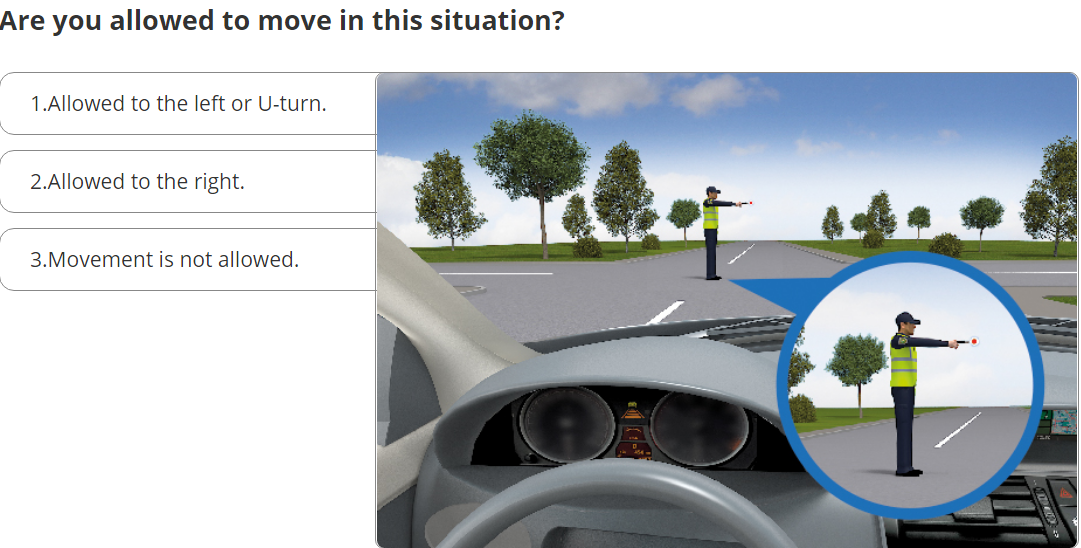 Are you allowed to move in this situation?
1.Allowed to the left or U-turn.
2.Allowed to the right.
3.Movement is not allowed.